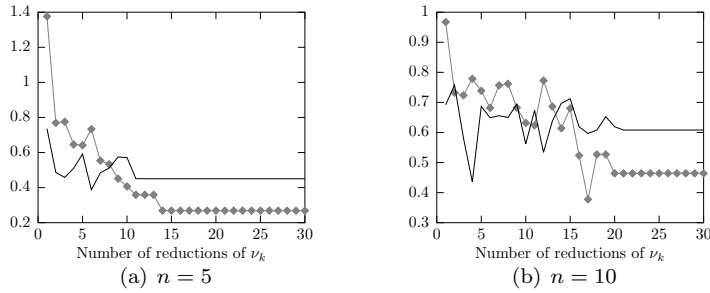 1.4
1.2
1
0.8
0.6
0.4
0.2
0 5 10 15 20 25 30
Number of reductions of νk
(a) n = 5
1
0.9
0.8
0.7
0.6
0.5
0.4
0.3
0 5 10 15 20 25 30
Number of reductions of νk
(b) n = 10